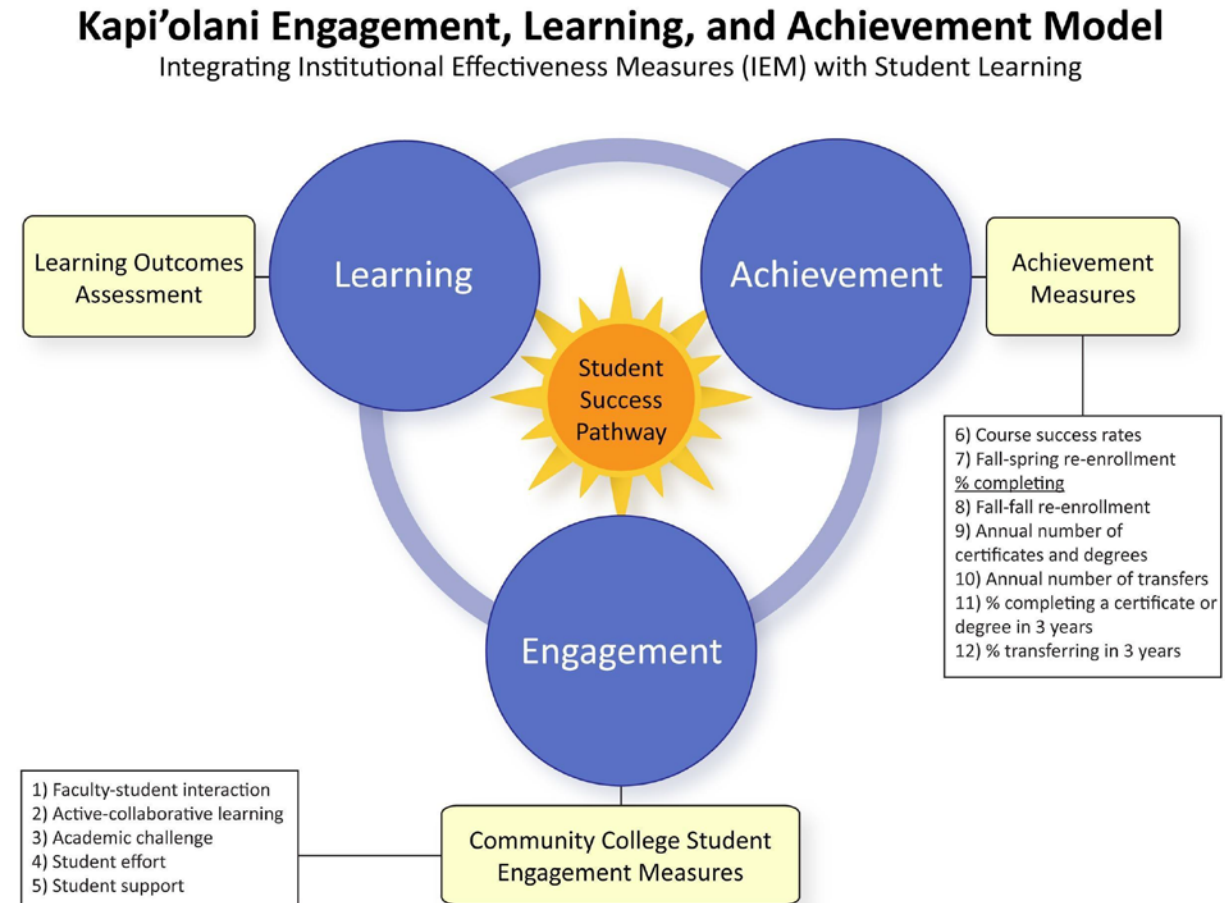 Kapi’olani Engagement, Learning, and Achievement Model
Integrating Institutional Effectiveness Measures (IEM) with Student Learning
Learning Outcomes
Assessment
Learning
Achievement
Achievement
Measures
Student
Success
Pathway
6) Course success rates
7) Fall-spring re-enrollment
% completing
8) Fall-fall re-enrollment
9) Annual number of
certificates and degrees
10) Annual number of transfers
11) % completing a certificate or
degree in 3 years
12) % transferring in 3 years
Engagement
1) Faculty-student interaction
2) Active-collaborative learning
3) Academic challenge
4) Student effort
5) Student support
Community College Student
Engagement Measures